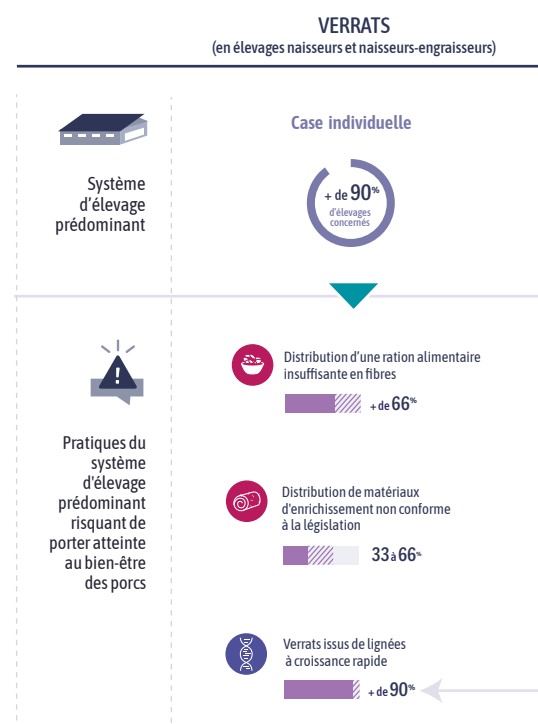 VERRATS
(en élevages naisseurs et naisseurs-engraisseurs)
Case individuelle
Système
d'élevage
prédominant
+ de 90%
d'élevages
concernés
!
Pratiques du
système
d'élevage
prédominant
risquant de
porter atteinte
au bien-être
des porcs
Distribution d'une ration alimentaire
insuffisante en fibres
+ de 66%
Distribution de matériaux
d'enrichissement non conforme
à la législation
33 à 66%
Verrats issus de lignées
à croissance rapide
+ de 90%